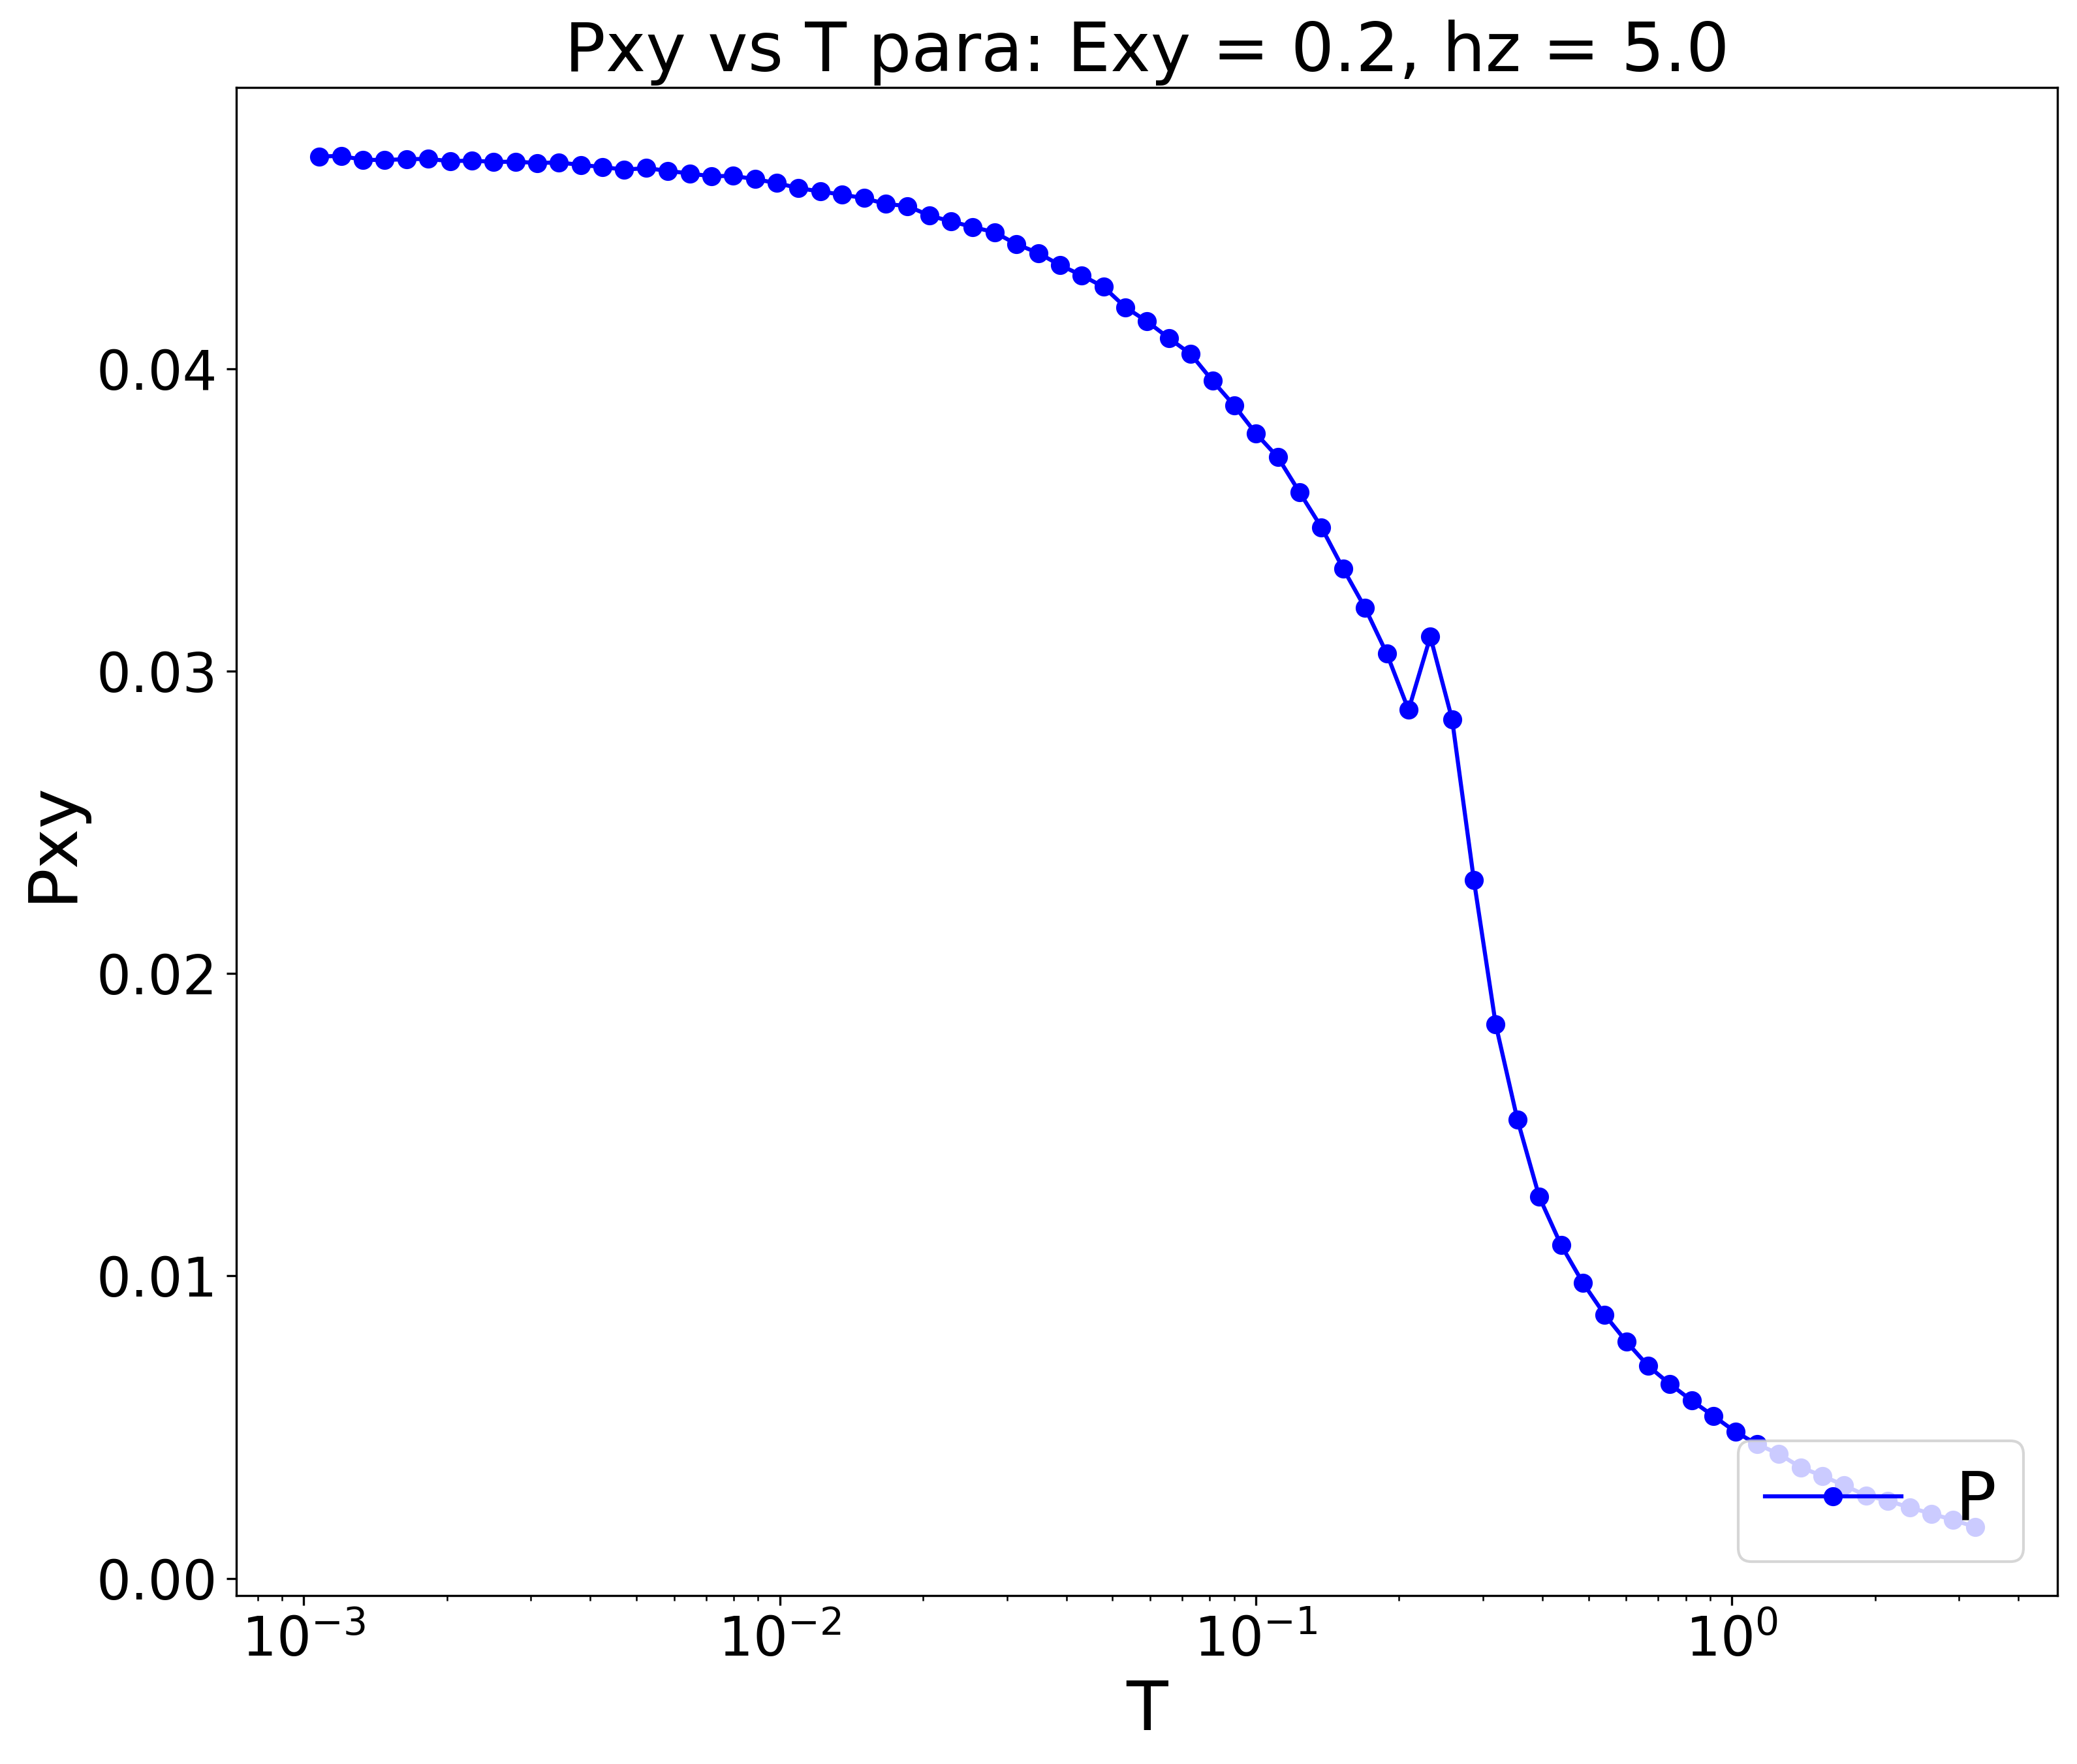 Pxy vs T para: Exy = 0.2, hz = 5.0
Pxy
0.04
0.03
0.02
0.01
0.00
10⁻³ 10⁻² 10⁻¹ 10⁰
T
P